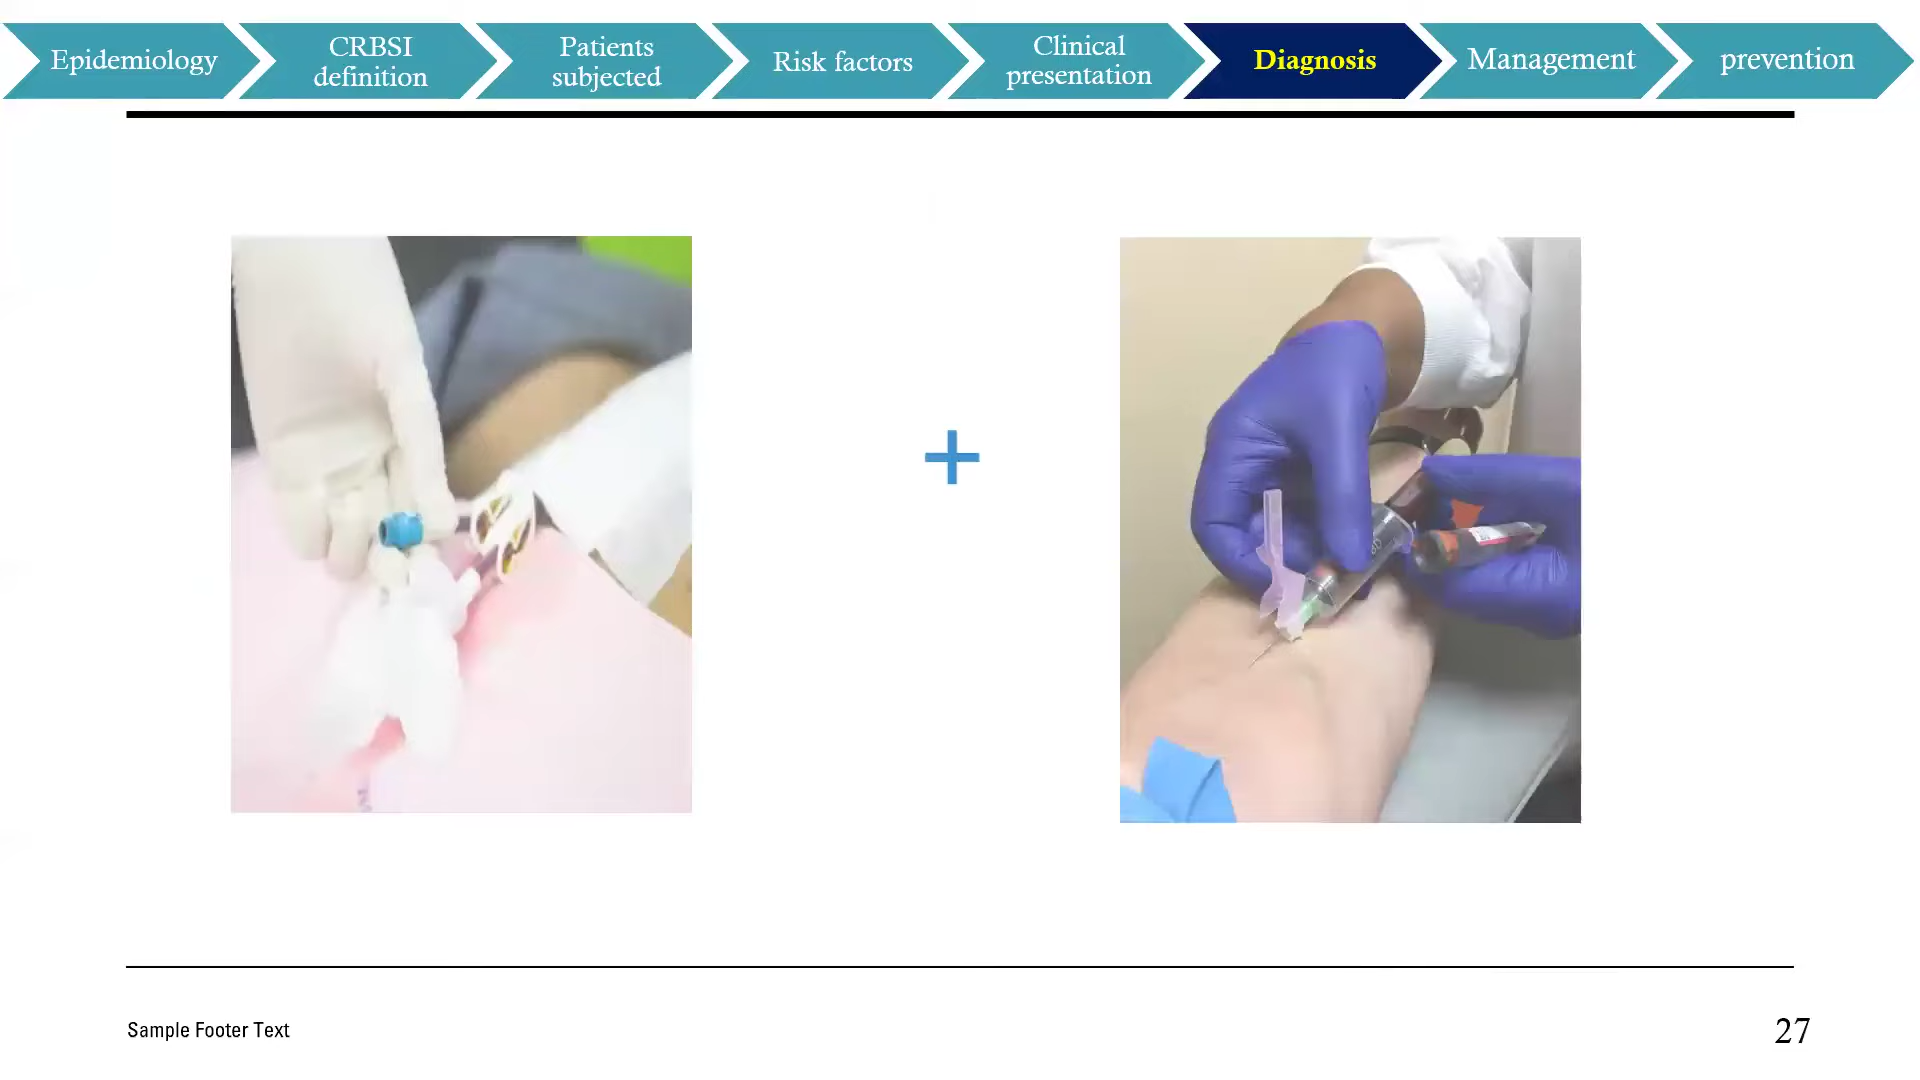 Epidemiology
CRBSI
definition
Patients
subjected
Risk factors
Clinical
presentation
Diagnosis
Management
prevention
Sample Footer Text
27